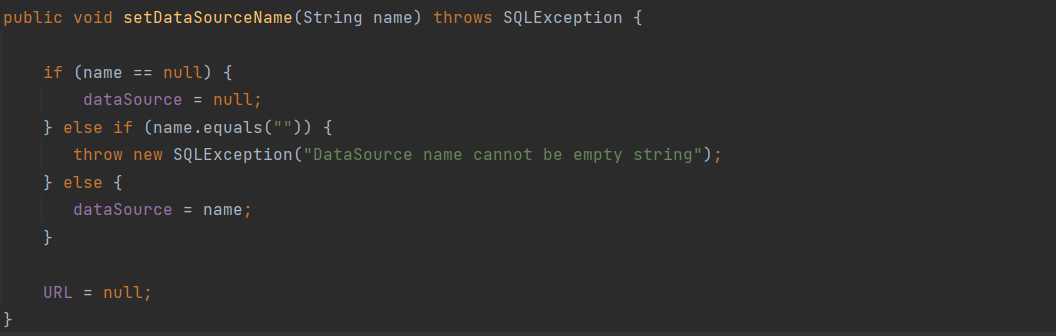 public void setDataSourceName(String name) throws SQLException {
    if (name == null) {
        dataSource = null;
    } else if (name.equals("")) {
       throw new SQLException("DataSource name cannot be empty string");
    } else {
       dataSource = name;
    }
    URL = null;
}